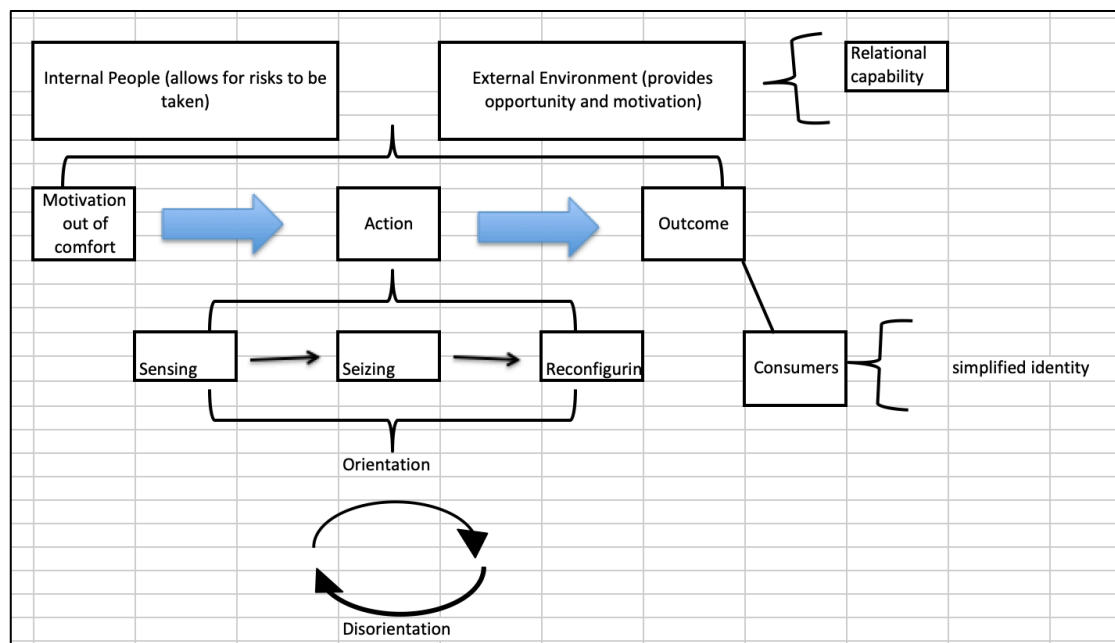 Internal People (allows for risks to be
taken)
External Environment (provides
opportunity and motivation)
Relational
capability
Motivation
out of
comfort
Action
Outcome
Sensing
Seizing
Reconfigurin
Consumers
simplified identity
Orientation
Disorientation